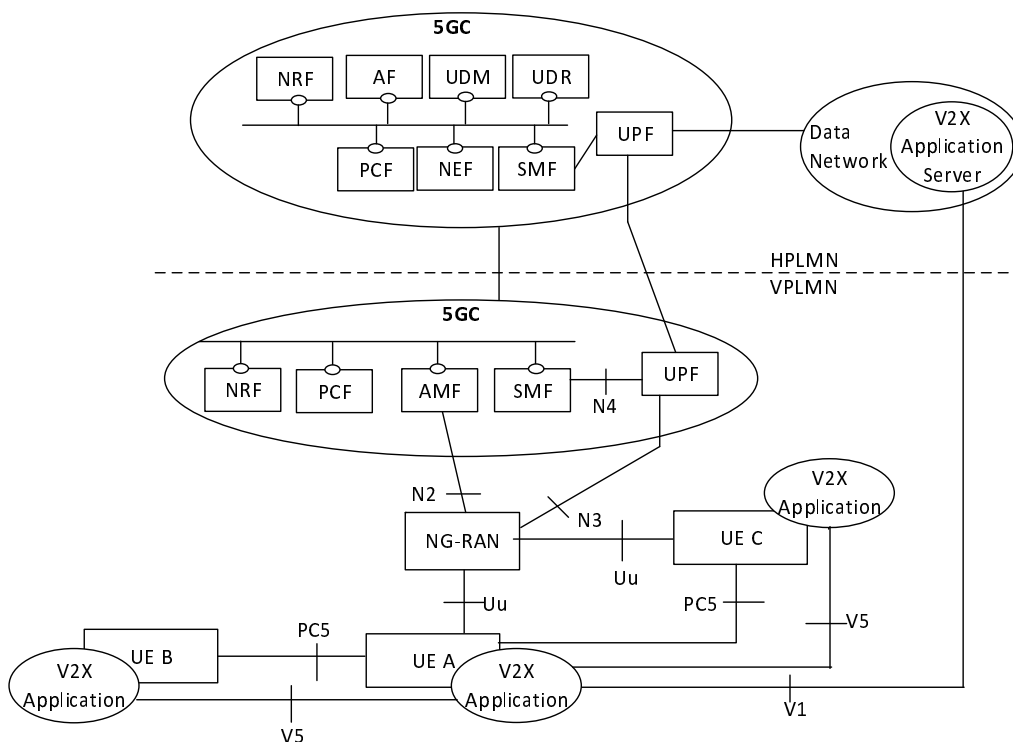 5GC
NRF
AF
UDM
UDR
PCF
NEF
SMF
UPF
Data
Network
V2X
Application
Server
HPLMN
VPLMN
5GC
NRF
PCF
AMF
SMF
N4
UPF
N2
N3
NG-RAN
Uu
UE C
V2X
Application
Uu
PC5
V5
UE B
V2X
Application
PC5
V5
UE A
V2X
Application
V1